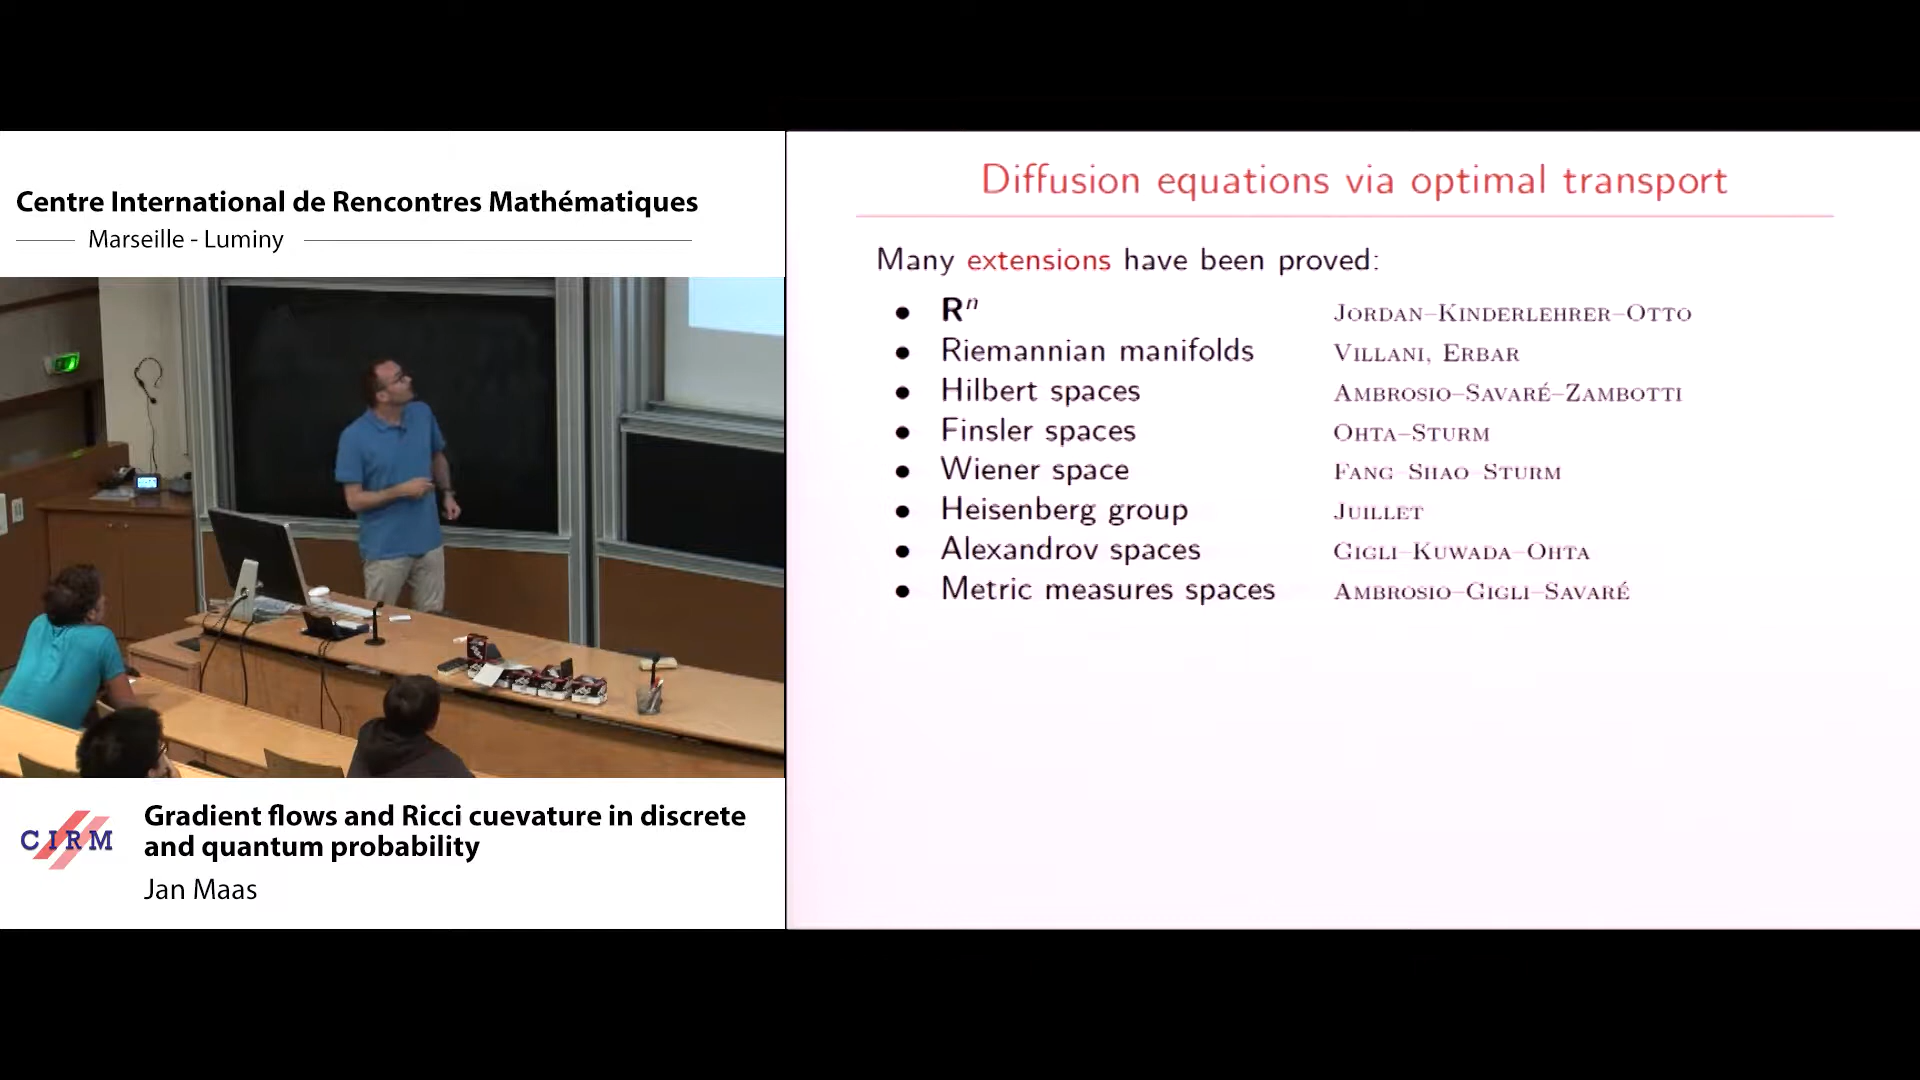 Centre International de Rencontres Mathématiques
Marseille - Luminy
Diffusion equations via optimal transport
Many extensions have been proved:
• Rⁿ JORDAN–KINDERLEHRER–OTTO
• Riemannian manifolds VILLANI, ERBAR
• Hilbert spaces AMBROSIO–SAVARÉ–ZAMBOTTI
• Finsler spaces OHTA–STURM
• Wiener space FANG–SHAO–STURM
• Heisenberg group JUILLET
• Alexandrov spaces GIGLI–KUWADA–OHTA
• Metric measures spaces AMBROSIO–GIGLI–SAVARÉ
CIRM
Gradient flows and Ricci cuevature in discrete
and quantum probability
Jan Maas